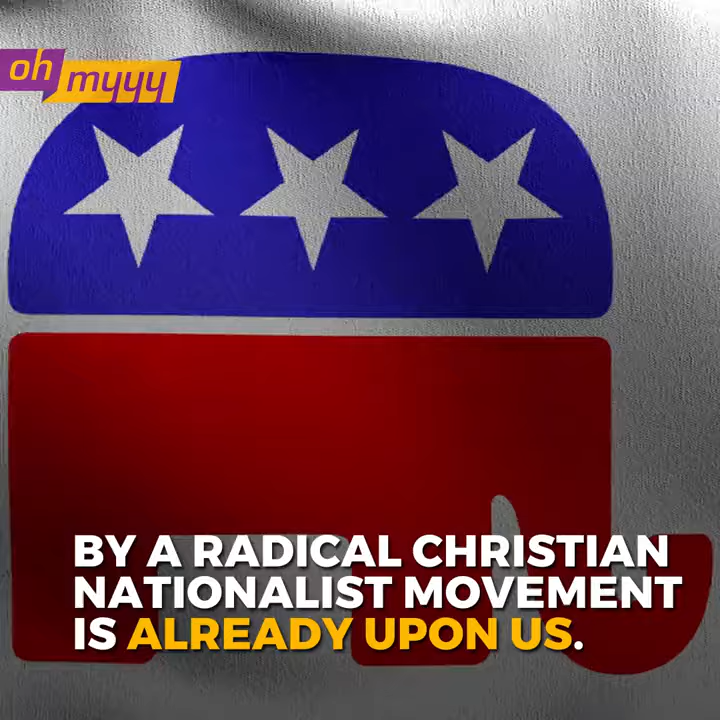 oh
myyy
BY A RADICAL CHRISTIAN
NATIONALIST MOVEMENT
IS ALREADY UPON US.